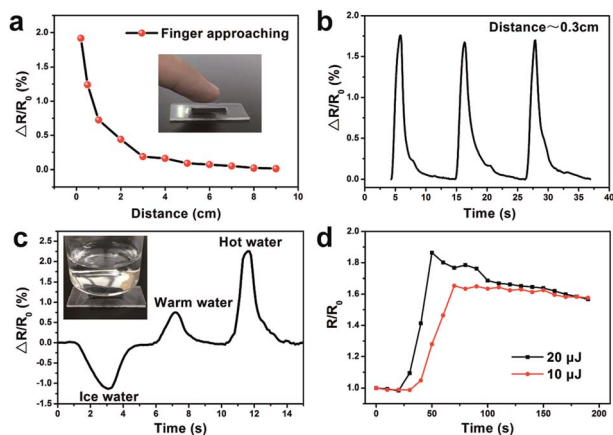 a
Finger approaching
ΔR/R₀ (%)
2.0
1.5
1.0
0.5
0.0
0 2 4 6 8 10
Distance (cm)
b
Distance~0.3cm
ΔR/R₀ (%)
2.0
1.5
1.0
0.5
0.0
0 5 10 15 20 25 30 35 40
Time (s)
c
Hot water
Warm water
Ice water
ΔR/R₀ (%)
2.5
2.0
1.5
1.0
0.5
0.0
-0.5
-1.0
-1.5
0 2 4 6 8 10 12 14
Time (s)
d
R/R₀
2.0
1.8
1.6
1.4
1.2
1.0
20 μJ
10 μJ
0 50 100 150 200
Time (s)